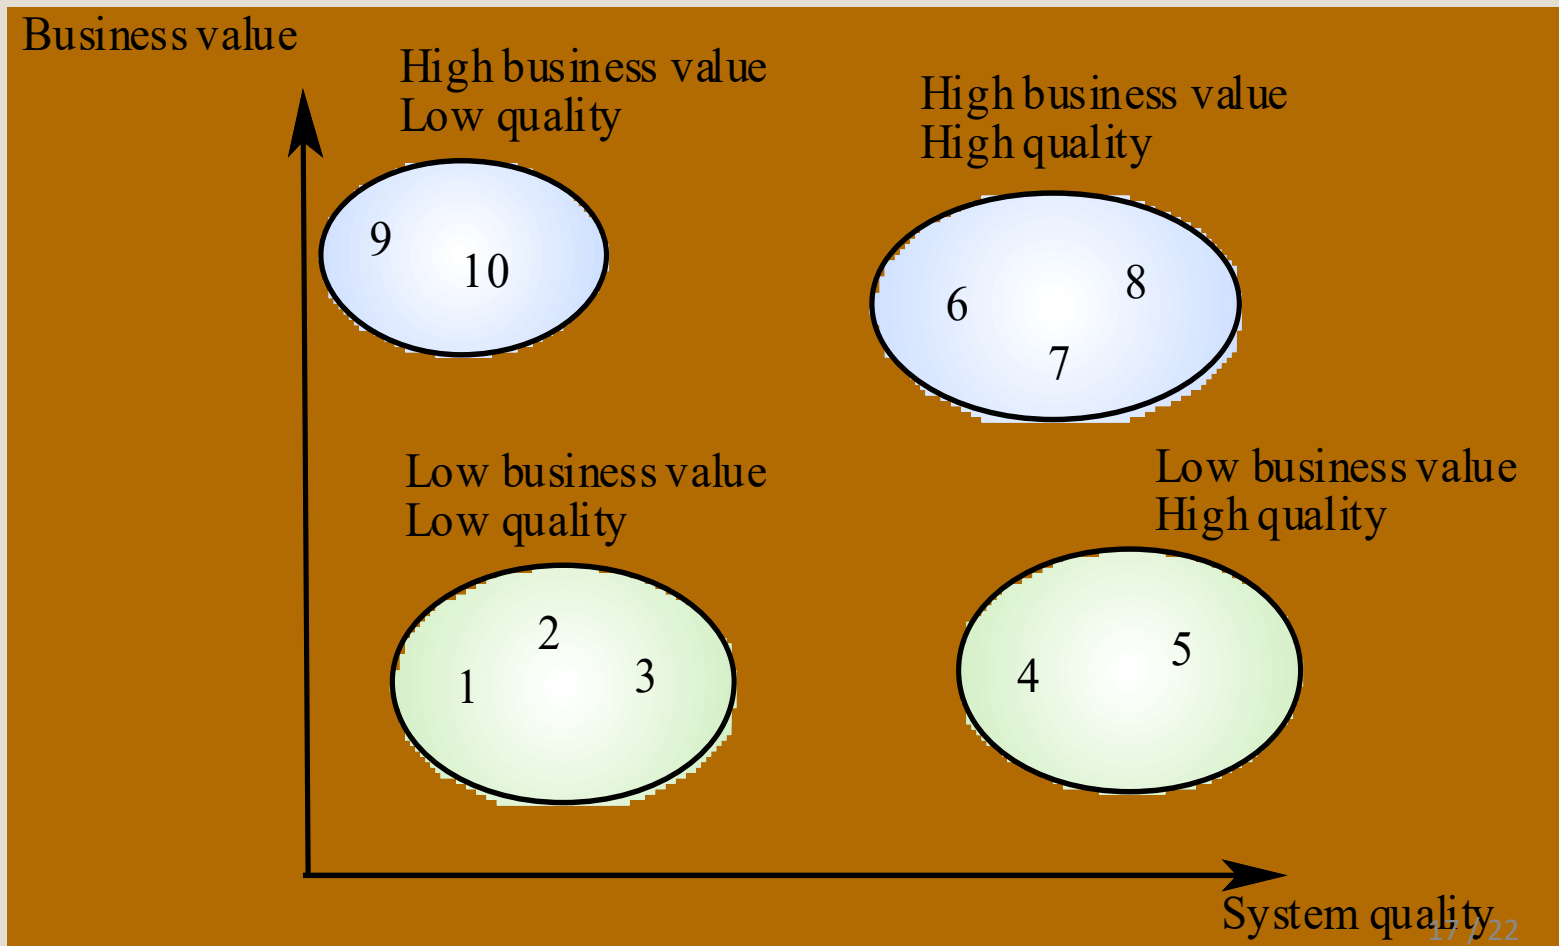 Business value
High business value
Low quality
High business value
High quality
9
10
6
8
7
Low business value
Low quality
Low business value
High quality
2
1
3
4
5
System quality
17 / 22